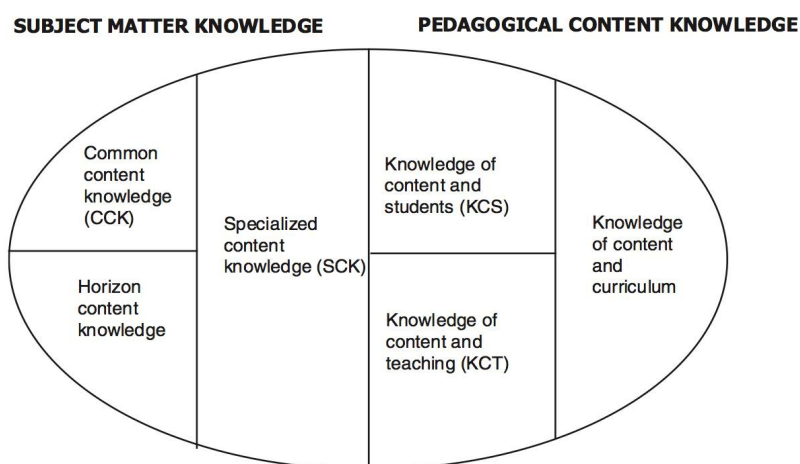 SUBJECT MATTER KNOWLEDGE
PEDAGOGICAL CONTENT KNOWLEDGE
Common
content
knowledge
(CCK)
Horizon
content
knowledge
Specialized
content
knowledge (SCK)
Knowledge of
content and
students (KCS)
Knowledge of
content and
teaching (KCT)
Knowledge
of content
and
curriculum